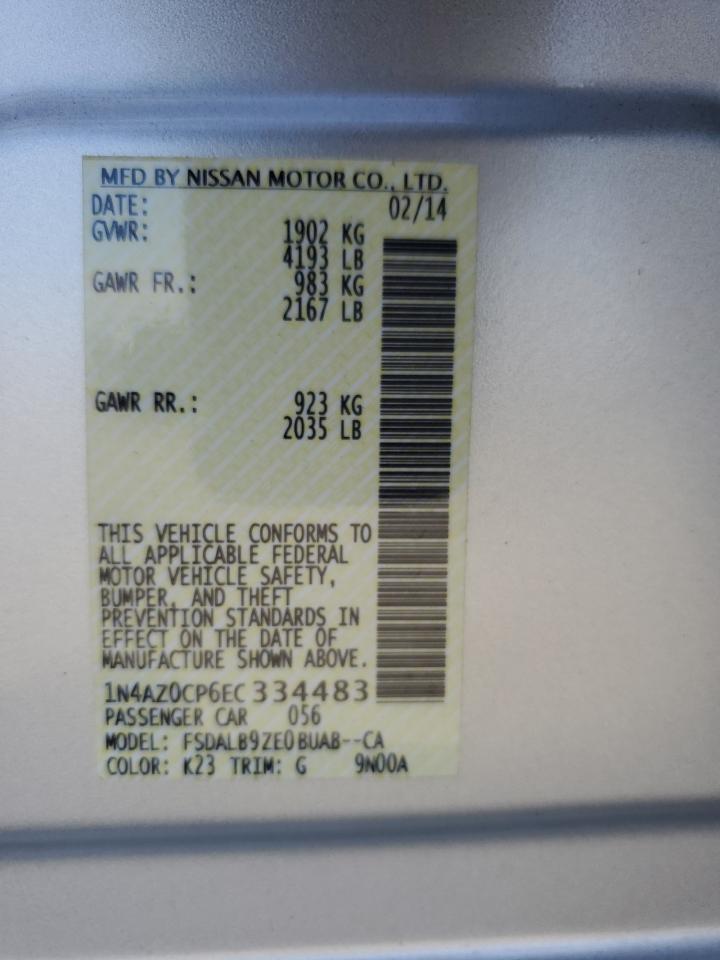 MFD BY NISSAN MOTOR CO., LTD.
DATE: 02/14
GVWR: 1902 KG
4193 LB
GAWR FR.: 983 KG
2167 LB
GAWR RR.: 923 KG
2035 LB
THIS VEHICLE CONFORMS TO
ALL APPLICABLE FEDERAL
MOTOR VEHICLE SAFETY,
BUMPER, AND THEFT
PREVENTION STANDARDS IN
EFFECT ON THE DATE OF
MANUFACTURE SHOWN ABOVE.
1N4AZ0CP6EC334483
PASSENGER CAR 056
MODEL: FSDALB9ZE0BUAB--CA
COLOR: K23 TRIM: G 9N00A